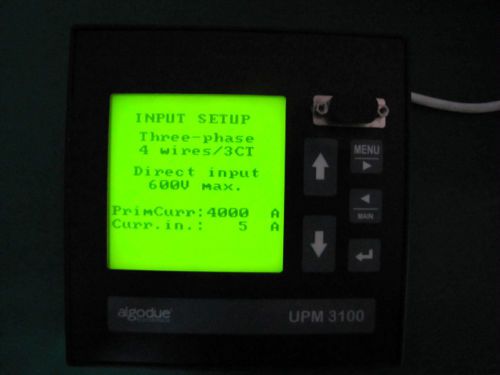 INPUT SETUP
Three-phase
4 wires/3CT
Direct input
600V max.
PrimCurr:4000 A
Curr.in.: 5 A
MENU
MAIN
algodue
UPM 3100